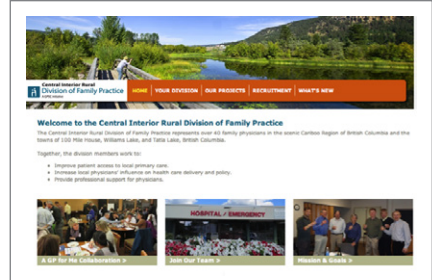 Central Interior Rural
Division of Family Practice
A GPSC initiative
HOME | YOUR DIVISION | OUR PROJECTS | RECRUITMENT | WHAT'S NEW
Welcome to the Central Interior Rural Division of Family Practice
The Central Interior Rural Division of Family Practice represents over 40 family physicians in the scenic Cariboo Region of British Columbia and the
towns of 100 Mile House, Williams Lake, and Tatla Lake, British Columbia.
Together, the division members work to:
• Improve patient access to local primary care.
• Increase local physicians' influence on health care delivery and policy.
• Provide professional support for physicians.
HOSPITAL / EMERGENCY
A GP for Me Collaboration >
Join Our Team >
Mission & Goals >